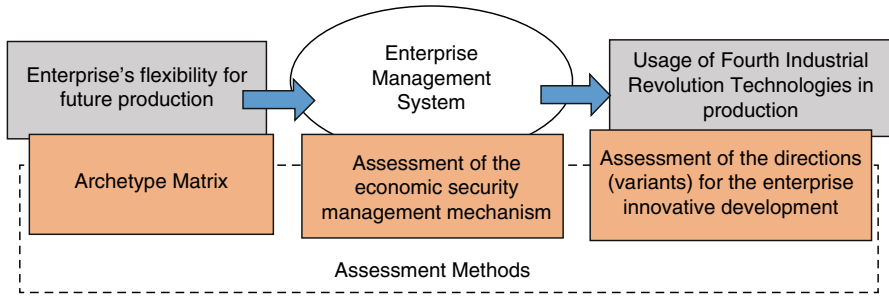 Enterprise's flexibility for
future production
Enterprise
Management
System
Usage of Fourth Industrial
Revolution Technologies in
production
Archetype Matrix
Assessment of the
economic security
management mechanism
Assessment of the directions
(variants) for the enterprise
innovative development
Assessment Methods